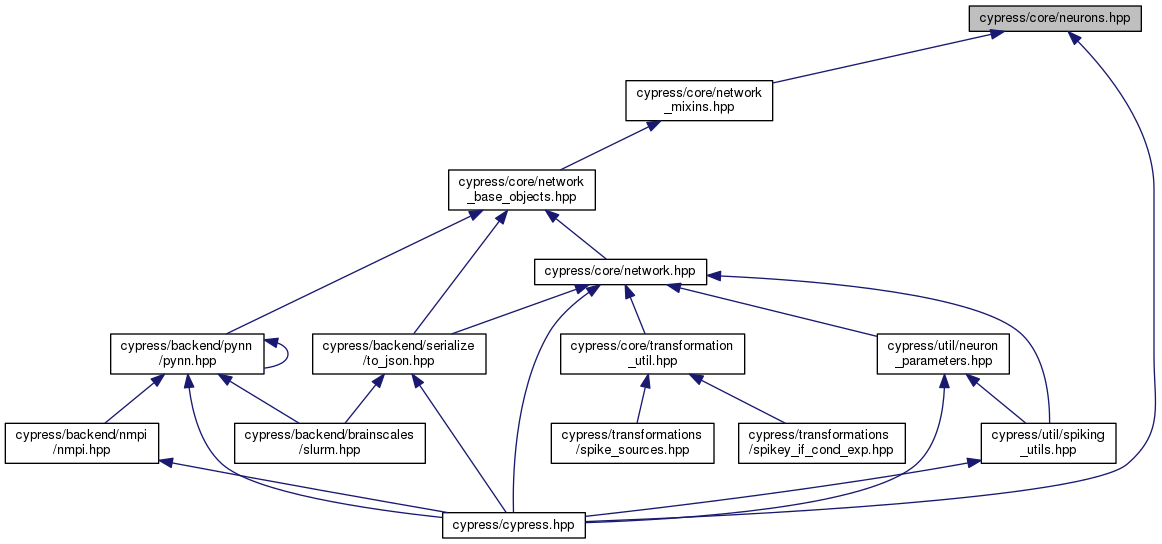 cypress/core/neurons.hpp
cypress/core/network
_mixins.hpp
cypress/core/network
_base_objects.hpp
cypress/core/network.hpp
cypress/backend/pynn
/pynn.hpp
cypress/backend/serialize
/to_json.hpp
cypress/core/transformation
_util.hpp
cypress/util/neuron
_parameters.hpp
cypress/backend/nmpi
/nmpi.hpp
cypress/backend/brainscales
/slurm.hpp
cypress/transformations
/spike_sources.hpp
cypress/transformations
/spikey_if_cond_exp.hpp
cypress/util/spiking
_utils.hpp
cypress/cypress.hpp